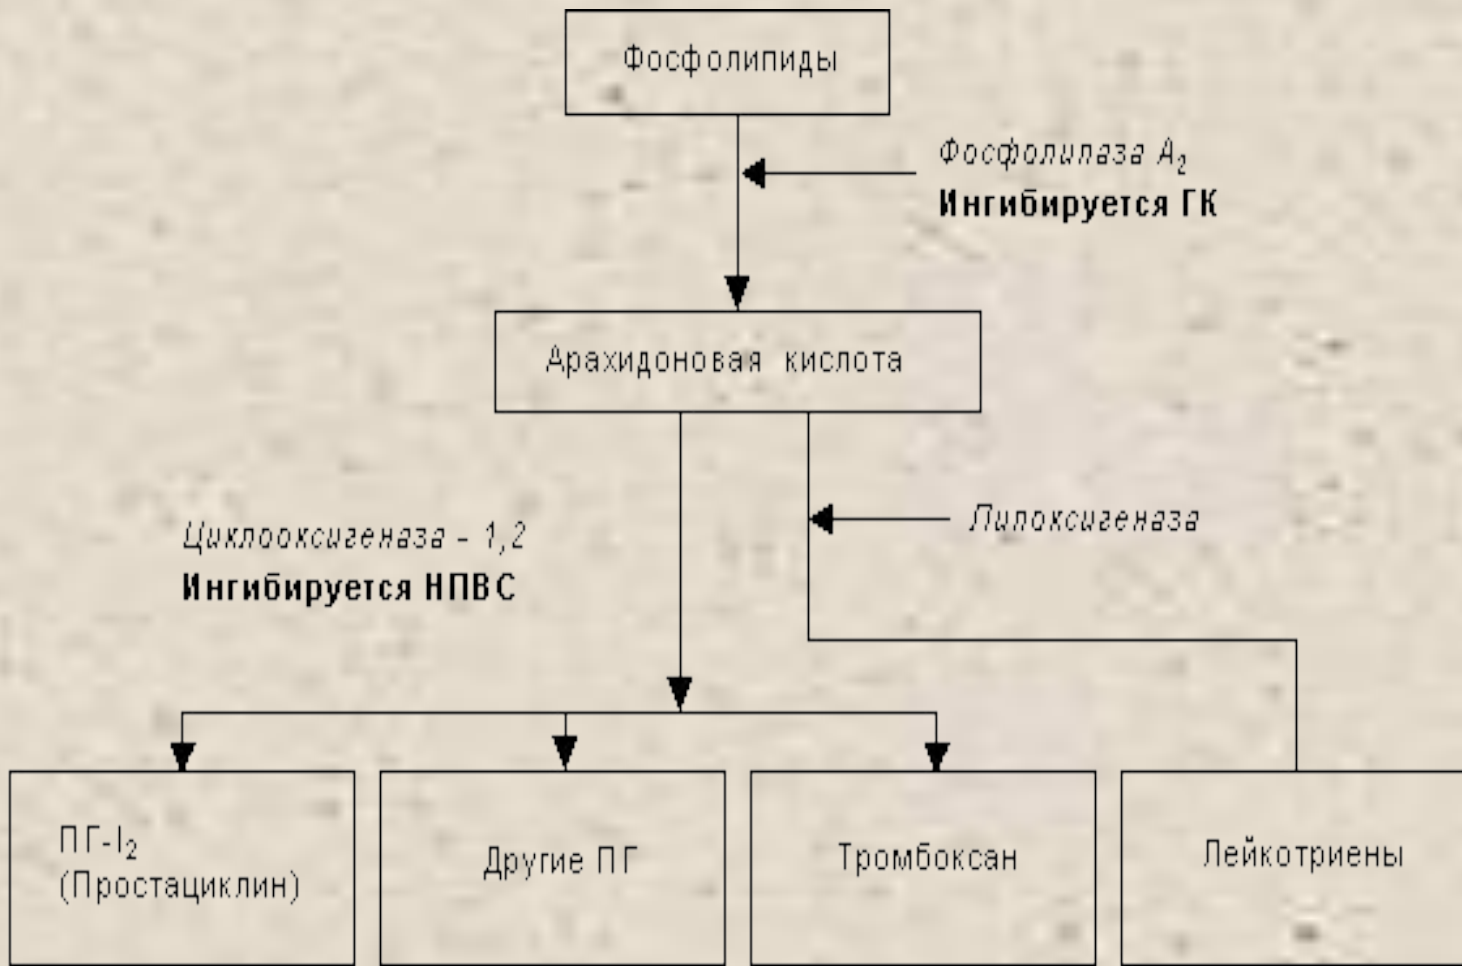 Фосфолипиды
Фосфолипаза А₂
Ингибируется ГК
Арахидоновая кислота
Липоксигеназа
Циклооксигеназа - 1,2
Ингибируется НПВС
ПГ-I₂
(Простациклин)
Другие ПГ
Тромбоксан
Лейкотриены